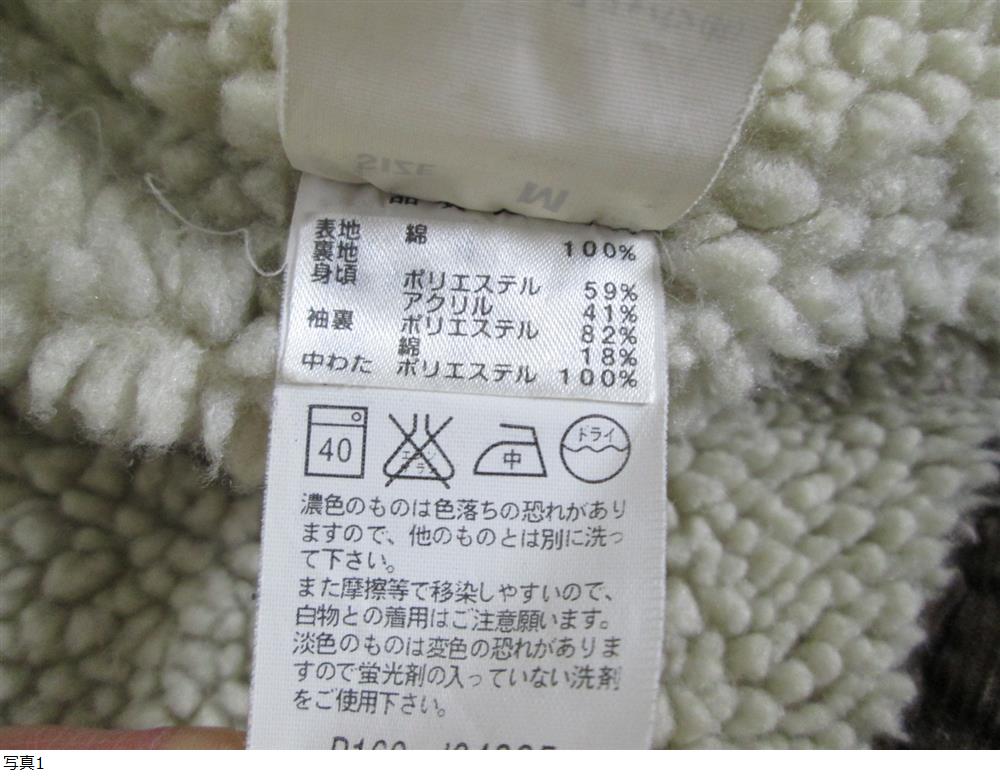 SIZE M
表地 綿 100%
裏地
身頃 ポリエステル 59%
アクリル 41%
袖裏 ポリエステル 82%
綿 18%
中わた ポリエステル 100%
40 エンソ 中 ドライ
濃色のものは色落ちの恐れがあり
ますので、他のものとは別に洗っ
て下さい。
また摩擦等で移染しやすいので、
白物との着用はご注意願います。
淡色のものは変色の恐れがありま
すので蛍光剤の入っていない洗剤
をご使用下さい。
写真1